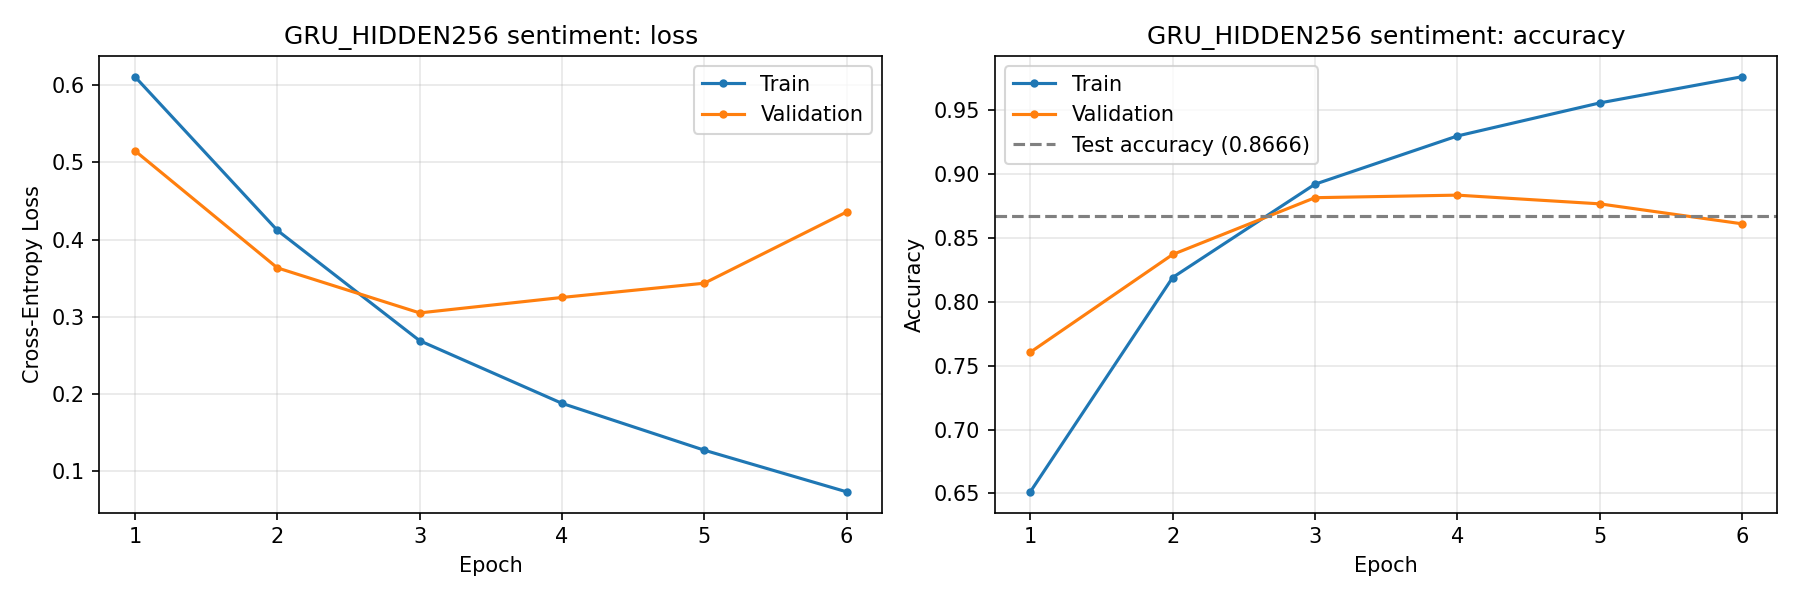 GRU_HIDDEN256 sentiment: loss
Train
Validation
Cross-Entropy Loss
0.6
0.5
0.4
0.3
0.2
0.1
1 2 3 4 5 6
Epoch
GRU_HIDDEN256 sentiment: accuracy
Train
Validation
Test accuracy (0.8666)
Accuracy
0.95
0.90
0.85
0.80
0.75
0.70
0.65
1 2 3 4 5 6
Epoch